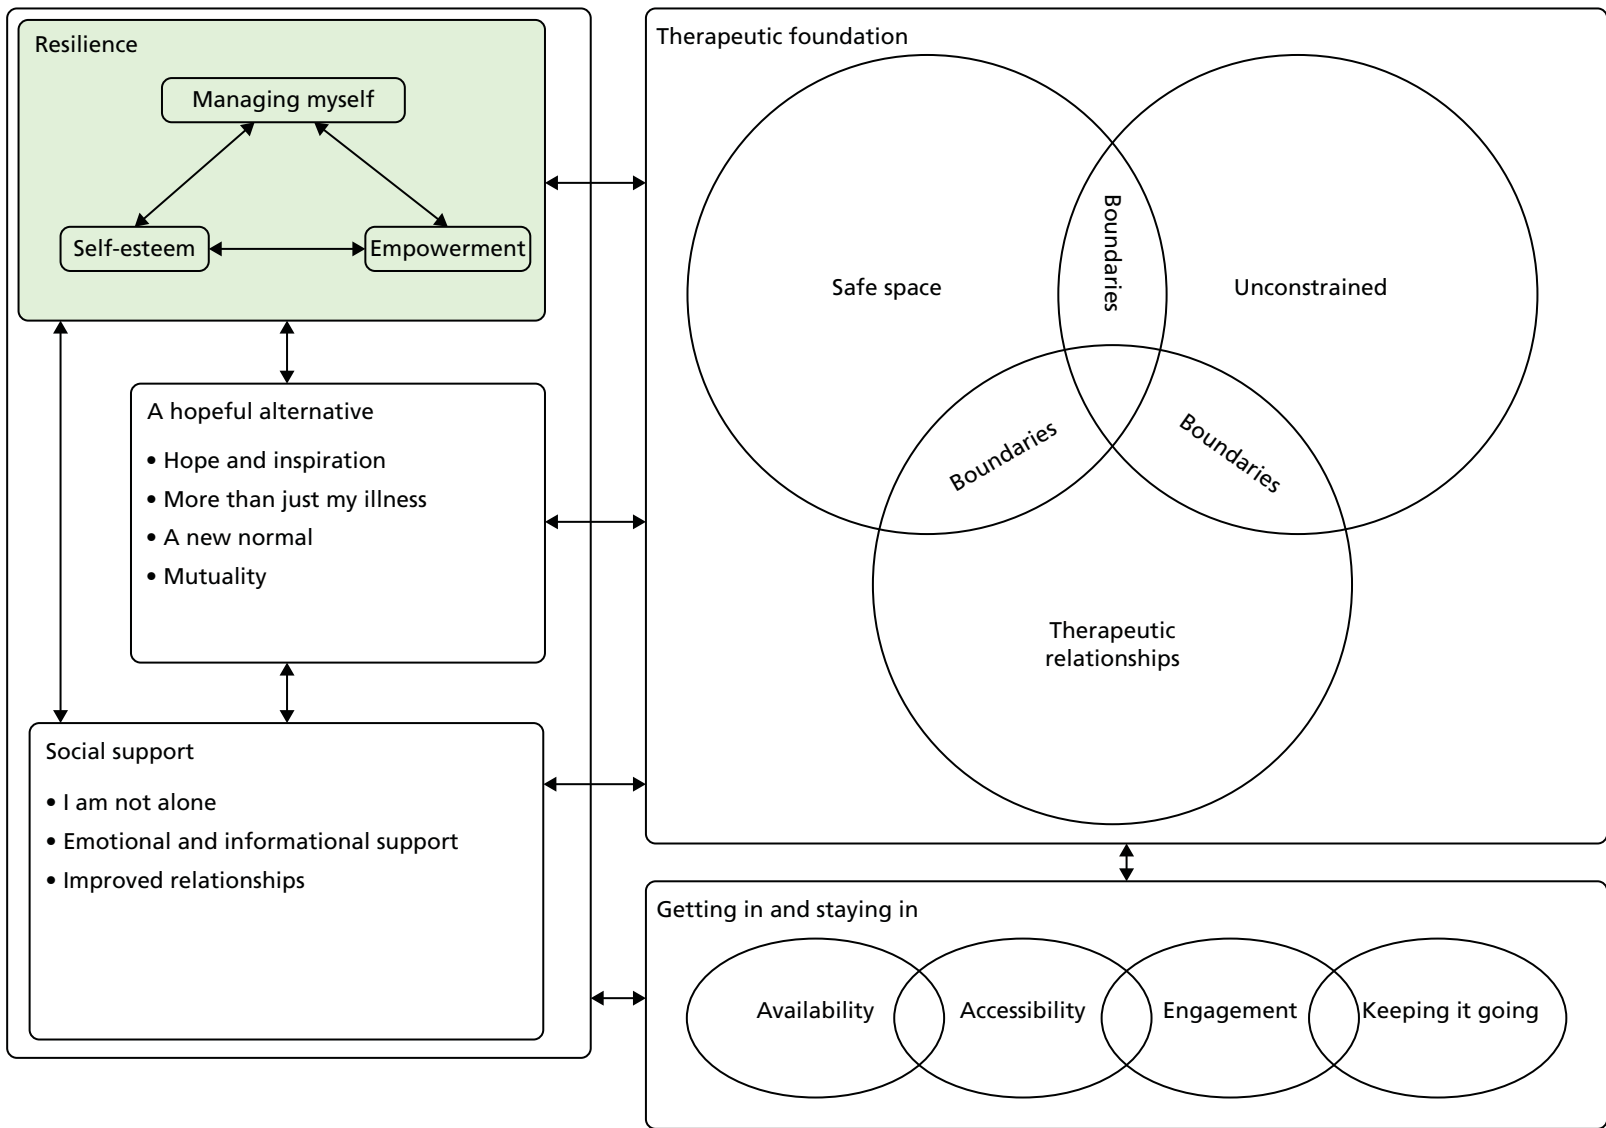 Resilience
Managing myself
Self-esteem
Empowerment
A hopeful alternative
• Hope and inspiration
• More than just my illness
• A new normal
• Mutuality
Social support
• I am not alone
• Emotional and informational support
• Improved relationships
Therapeutic foundation
Safe space
Boundaries
Unconstrained
Boundaries
Boundaries
Therapeutic
relationships
Getting in and staying in
Availability
Accessibility
Engagement
Keeping it going